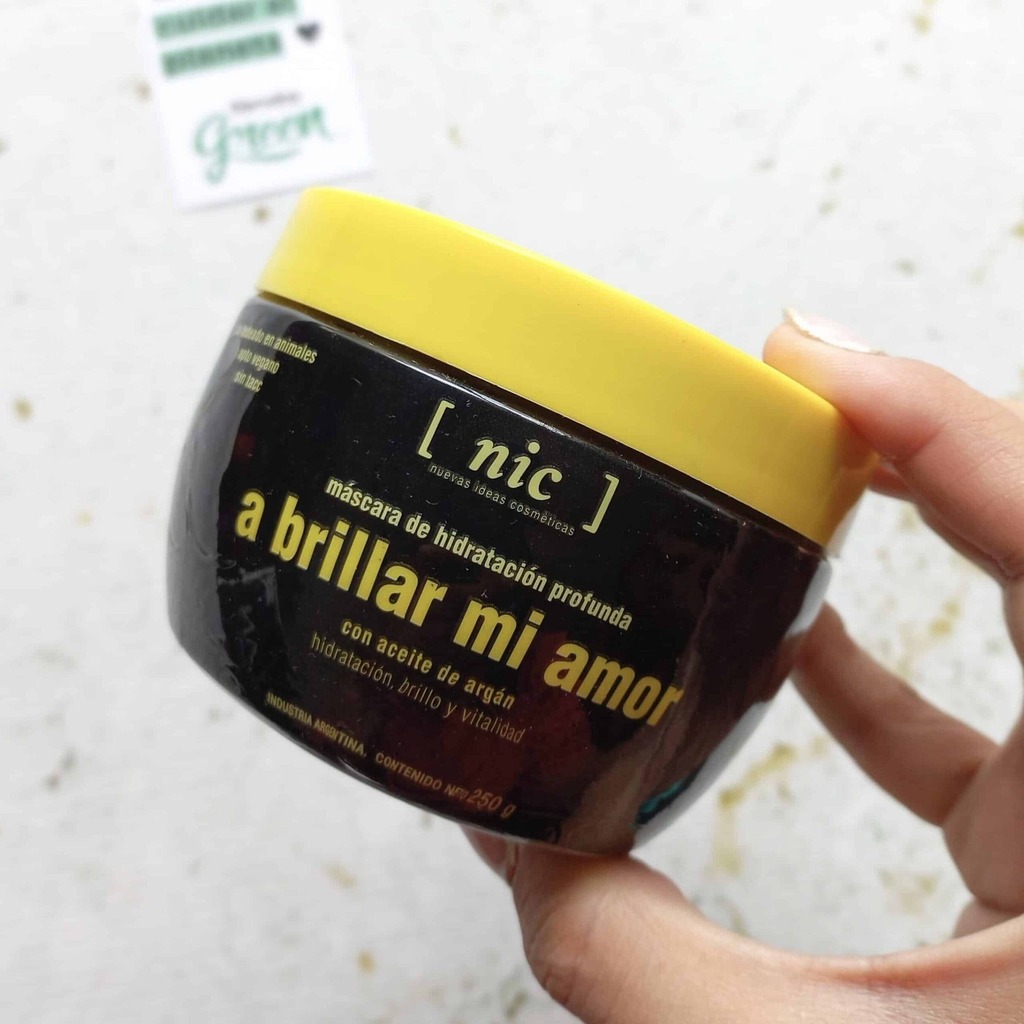 green
testeado en animales
apto vegano
sin tacc
[ nic ]
nuevas ideas cosméticas
máscara de hidratación profunda
a brillar mi amor
con aceite de argán
hidratación, brillo y vitalidad
INDUSTRIA ARGENTINA. CONTENIDO NETO 250 g